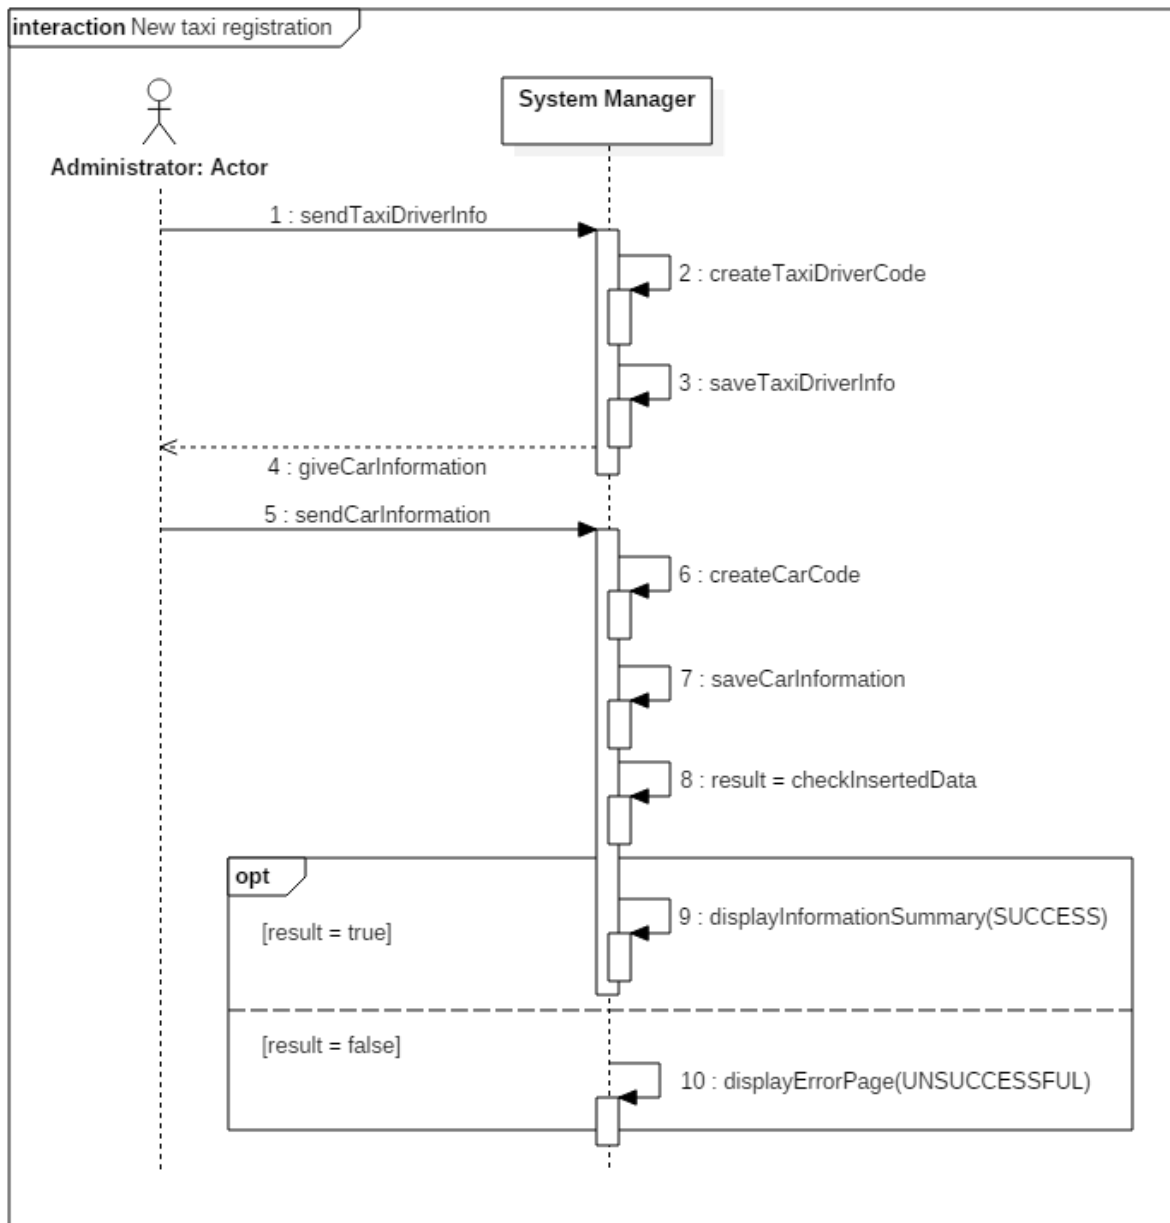 interaction New taxi registration
System Manager
Administrator: Actor
1 : sendTaxiDriverInfo
2 : createTaxiDriverCode
3 : saveTaxiDriverInfo
4 : giveCarInformation
5 : sendCarInformation
6 : createCarCode
7 : saveCarInformation
8 : result = checkInsertedData
opt
9 : displayInformationSummary(SUCCESS)
[result = true]
[result = false]
10 : displayErrorPage(UNSUCCESSFUL)